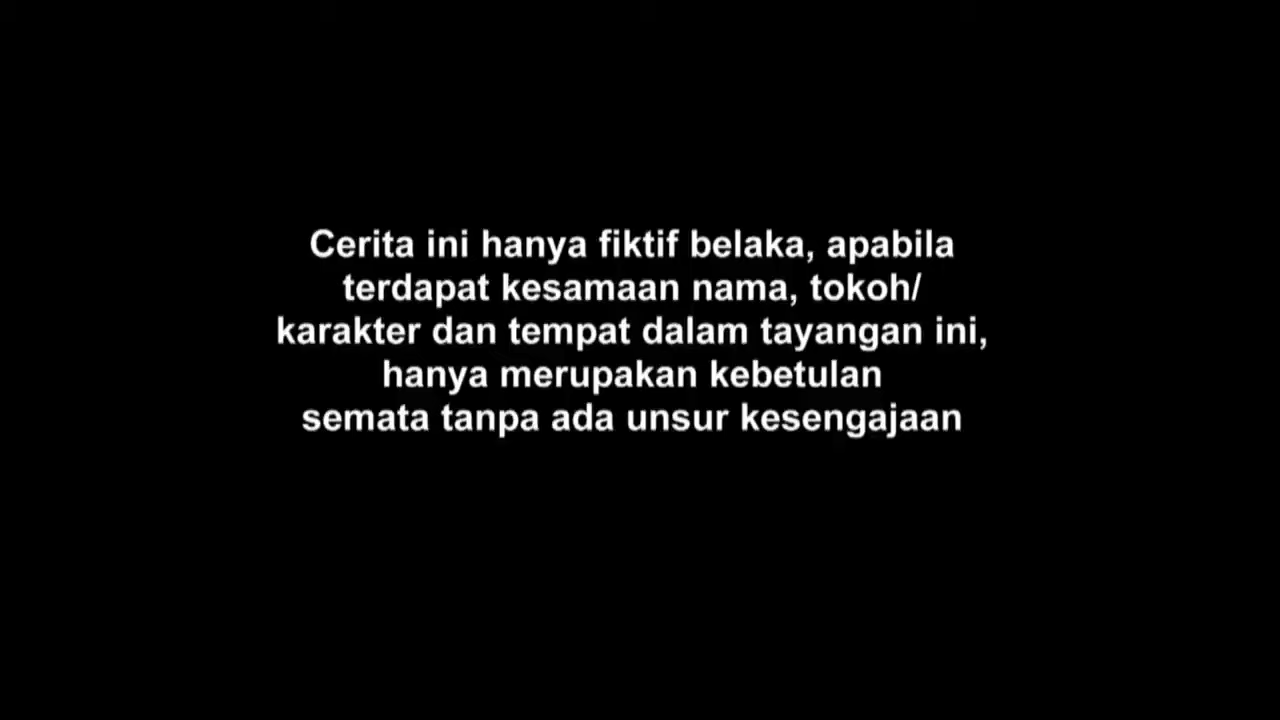 Cerita ini hanya fiktif belaka, apabila
terdapat kesamaan nama, tokoh/
karakter dan tempat dalam tayangan ini,
hanya merupakan kebetulan
semata tanpa ada unsur kesengajaan